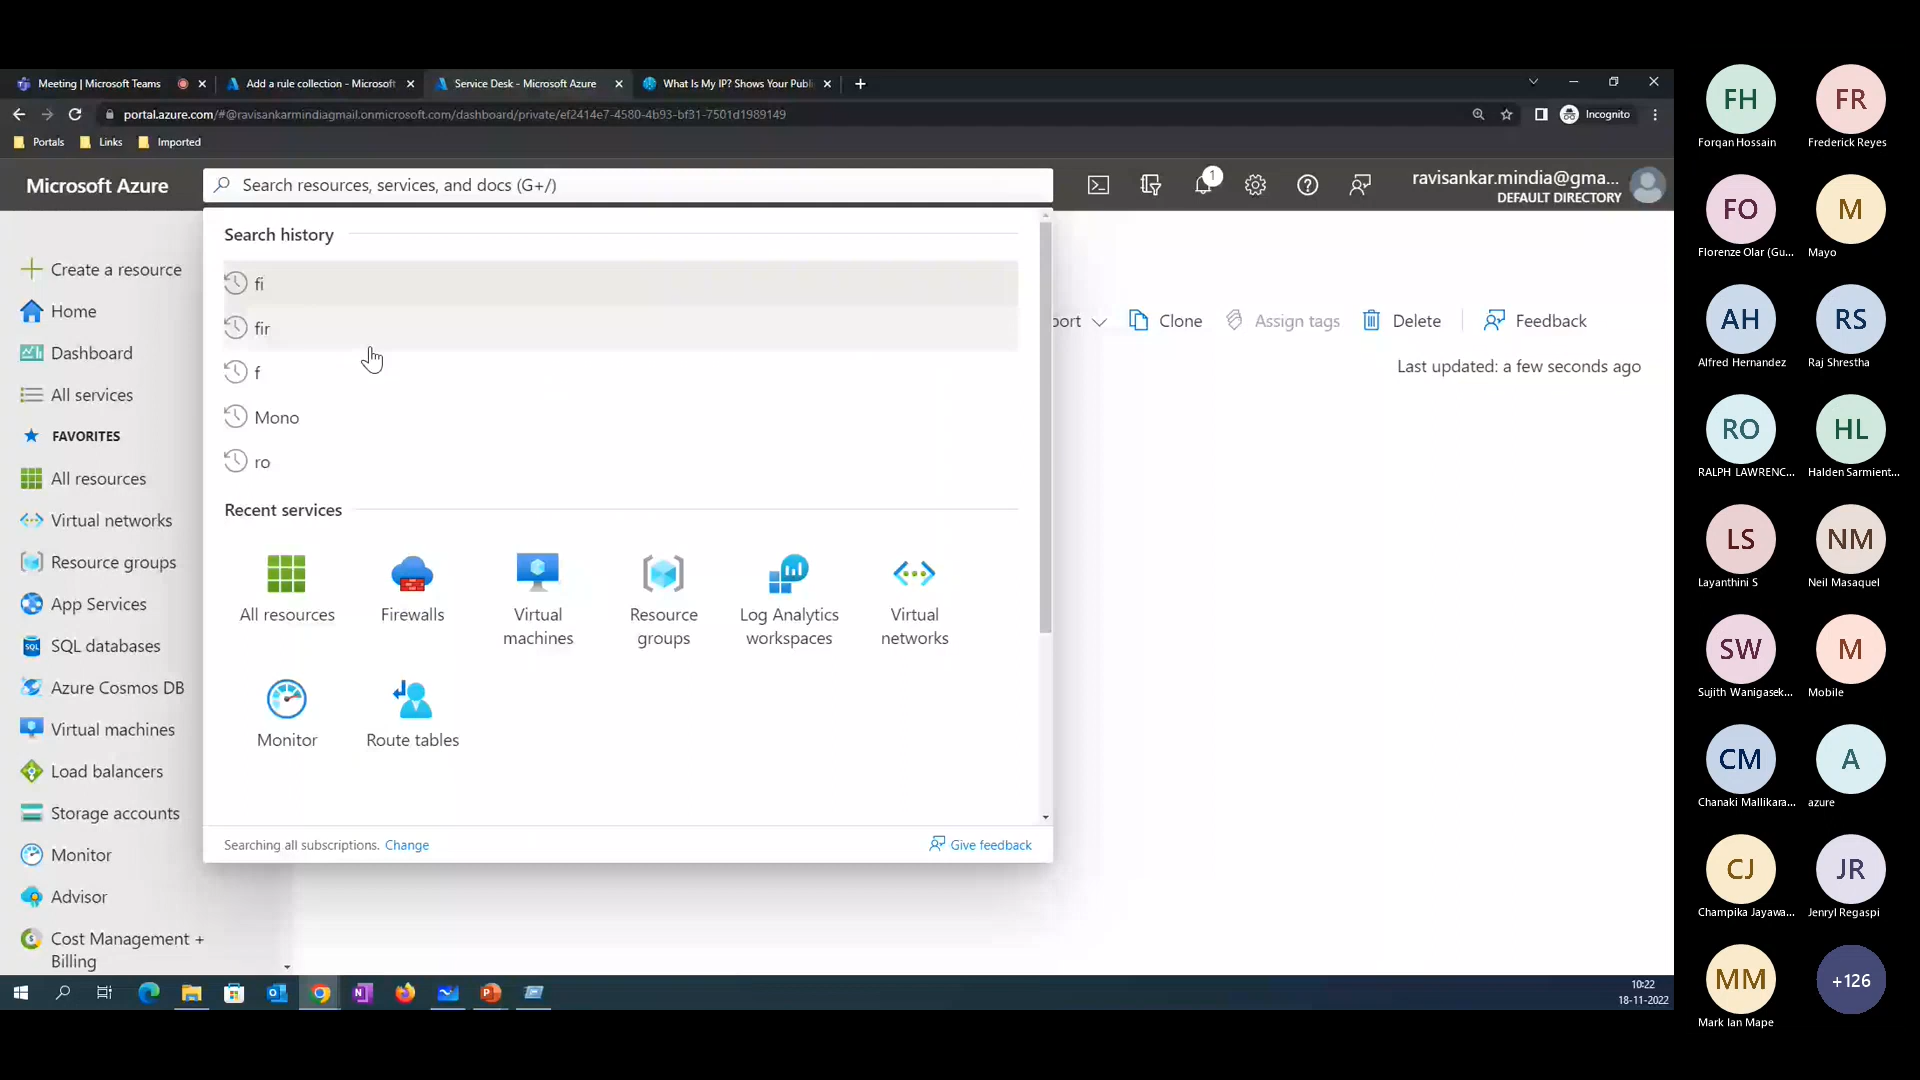 Meeting | Microsoft Teams
Add a rule collection - Microsoft
Service Desk - Microsoft Azure
What Is My IP? Shows Your Publ
portal.azure.com/#@ravisankarmindiagmail.onmicrosoft.com/dashboard/private/ef2414e7-4580-4b93-bf31-7501d1989149
Incognito
Portals
Links
Imported
Microsoft Azure
Search resources, services, and docs (G+/)
1
ravisankar.mindia@gma...
DEFAULT DIRECTORY
Create a resource
Home
Dashboard
All services
FAVORITES
All resources
Virtual networks
Resource groups
App Services
SQL databases
Azure Cosmos DB
Virtual machines
Load balancers
Storage accounts
Monitor
Advisor
Cost Management +
Billing
Search history
fi
fir
f
Mono
ro
Recent services
All resources
Firewalls
Virtual
machines
Resource
groups
Log Analytics
workspaces
Virtual
networks
Monitor
Route tables
Searching all subscriptions. Change
Give feedback
port
Clone
Assign tags
Delete
Feedback
Last updated: a few seconds ago
10:22
18-11-2022
FH
Forqan Hossain
FR
Frederick Reyes
FO
Florenze Olar (Gu...
M
Mayo
AH
Alfred Hernandez
RS
Raj Shrestha
RO
RALPH LAWRENC...
HL
Halden Sarmient...
LS
Layanthini S
NM
Neil Masaquel
SW
Sujith Wanigasek...
M
Mobile
CM
Chanaki Mallikara...
A
azure
CJ
Champika Jayawa...
JR
Jenryl Regaspi
MM
Mark Ian Mape
+126